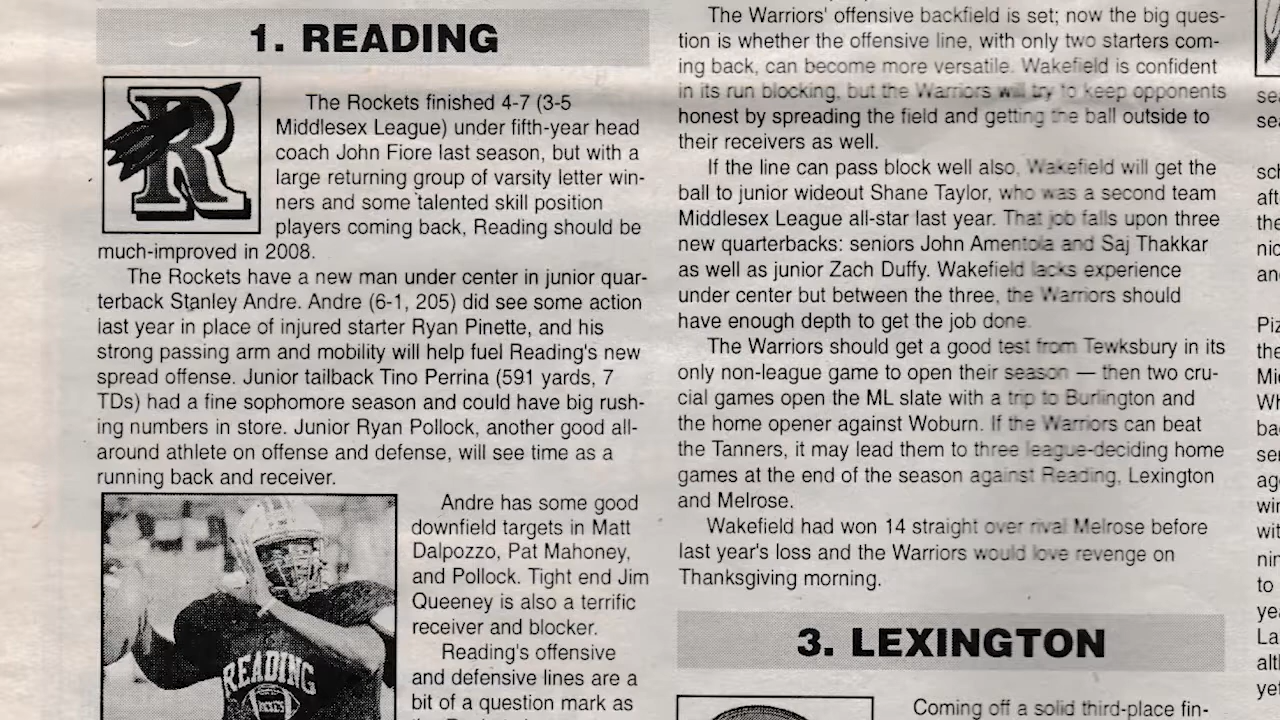 1. READING
R
The Rockets finished 4-7 (3-5
Middlesex League) under fifth-year head
coach John Fiore last season, but with a
large returning group of varsity letter win-
ners and some talented skill position
players coming back, Reading should be
much-improved in 2008.
The Rockets have a new man under center in junior quar-
terback Stanley Andre. Andre (6-1, 205) did see some action
last year in place of injured starter Ryan Pinette, and his
strong passing arm and mobility will help fuel Reading's new
spread offense. Junior tailback Tino Perrina (591 yards, 7
TDs) had a fine sophomore season and could have big rush-
ing numbers in store. Junior Ryan Pollock, another good all-
around athlete on offense and defense, will see time as a
running back and receiver.
Andre has some good
downfield targets in Matt
Dalpozzo, Pat Mahoney,
and Pollock. Tight end Jim
Queeney is also a terrific
receiver and blocker.
Reading's offensive
and defensive lines are a
bit of a question mark as
READING
The Warriors' offensive backfield is set; now the big ques-
tion is whether the offensive line, with only two starters com-
ing back, can become more versatile. Wakefield is confident
in its run blocking, but the Warriors will try to keep opponents
honest by spreading the field and getting the ball outside to
their receivers as well.
If the line can pass block well also, Wakefield will get the
ball to junior wideout Shane Taylor, who was a second team
Middlesex League all-star last year. That job falls upon three
new quarterbacks: seniors John Amentola and Saj Thakkar
as well as junior Zach Duffy. Wakefield lacks experience
under center but between the three, the Warriors should
have enough depth to get the job done.
The Warriors should get a good test from Tewksbury in its
only non-league game to open their season — then two cru-
cial games open the ML slate with a trip to Burlington and
the home opener against Woburn. If the Warriors can beat
the Tanners, it may lead them to three league-deciding home
games at the end of the season against Reading, Lexington
and Melrose.
Wakefield had won 14 straight over rival Melrose before
last year's loss and the Warriors would love revenge on
Thanksgiving morning.
3. LEXINGTON
Coming off a solid third-place fin-